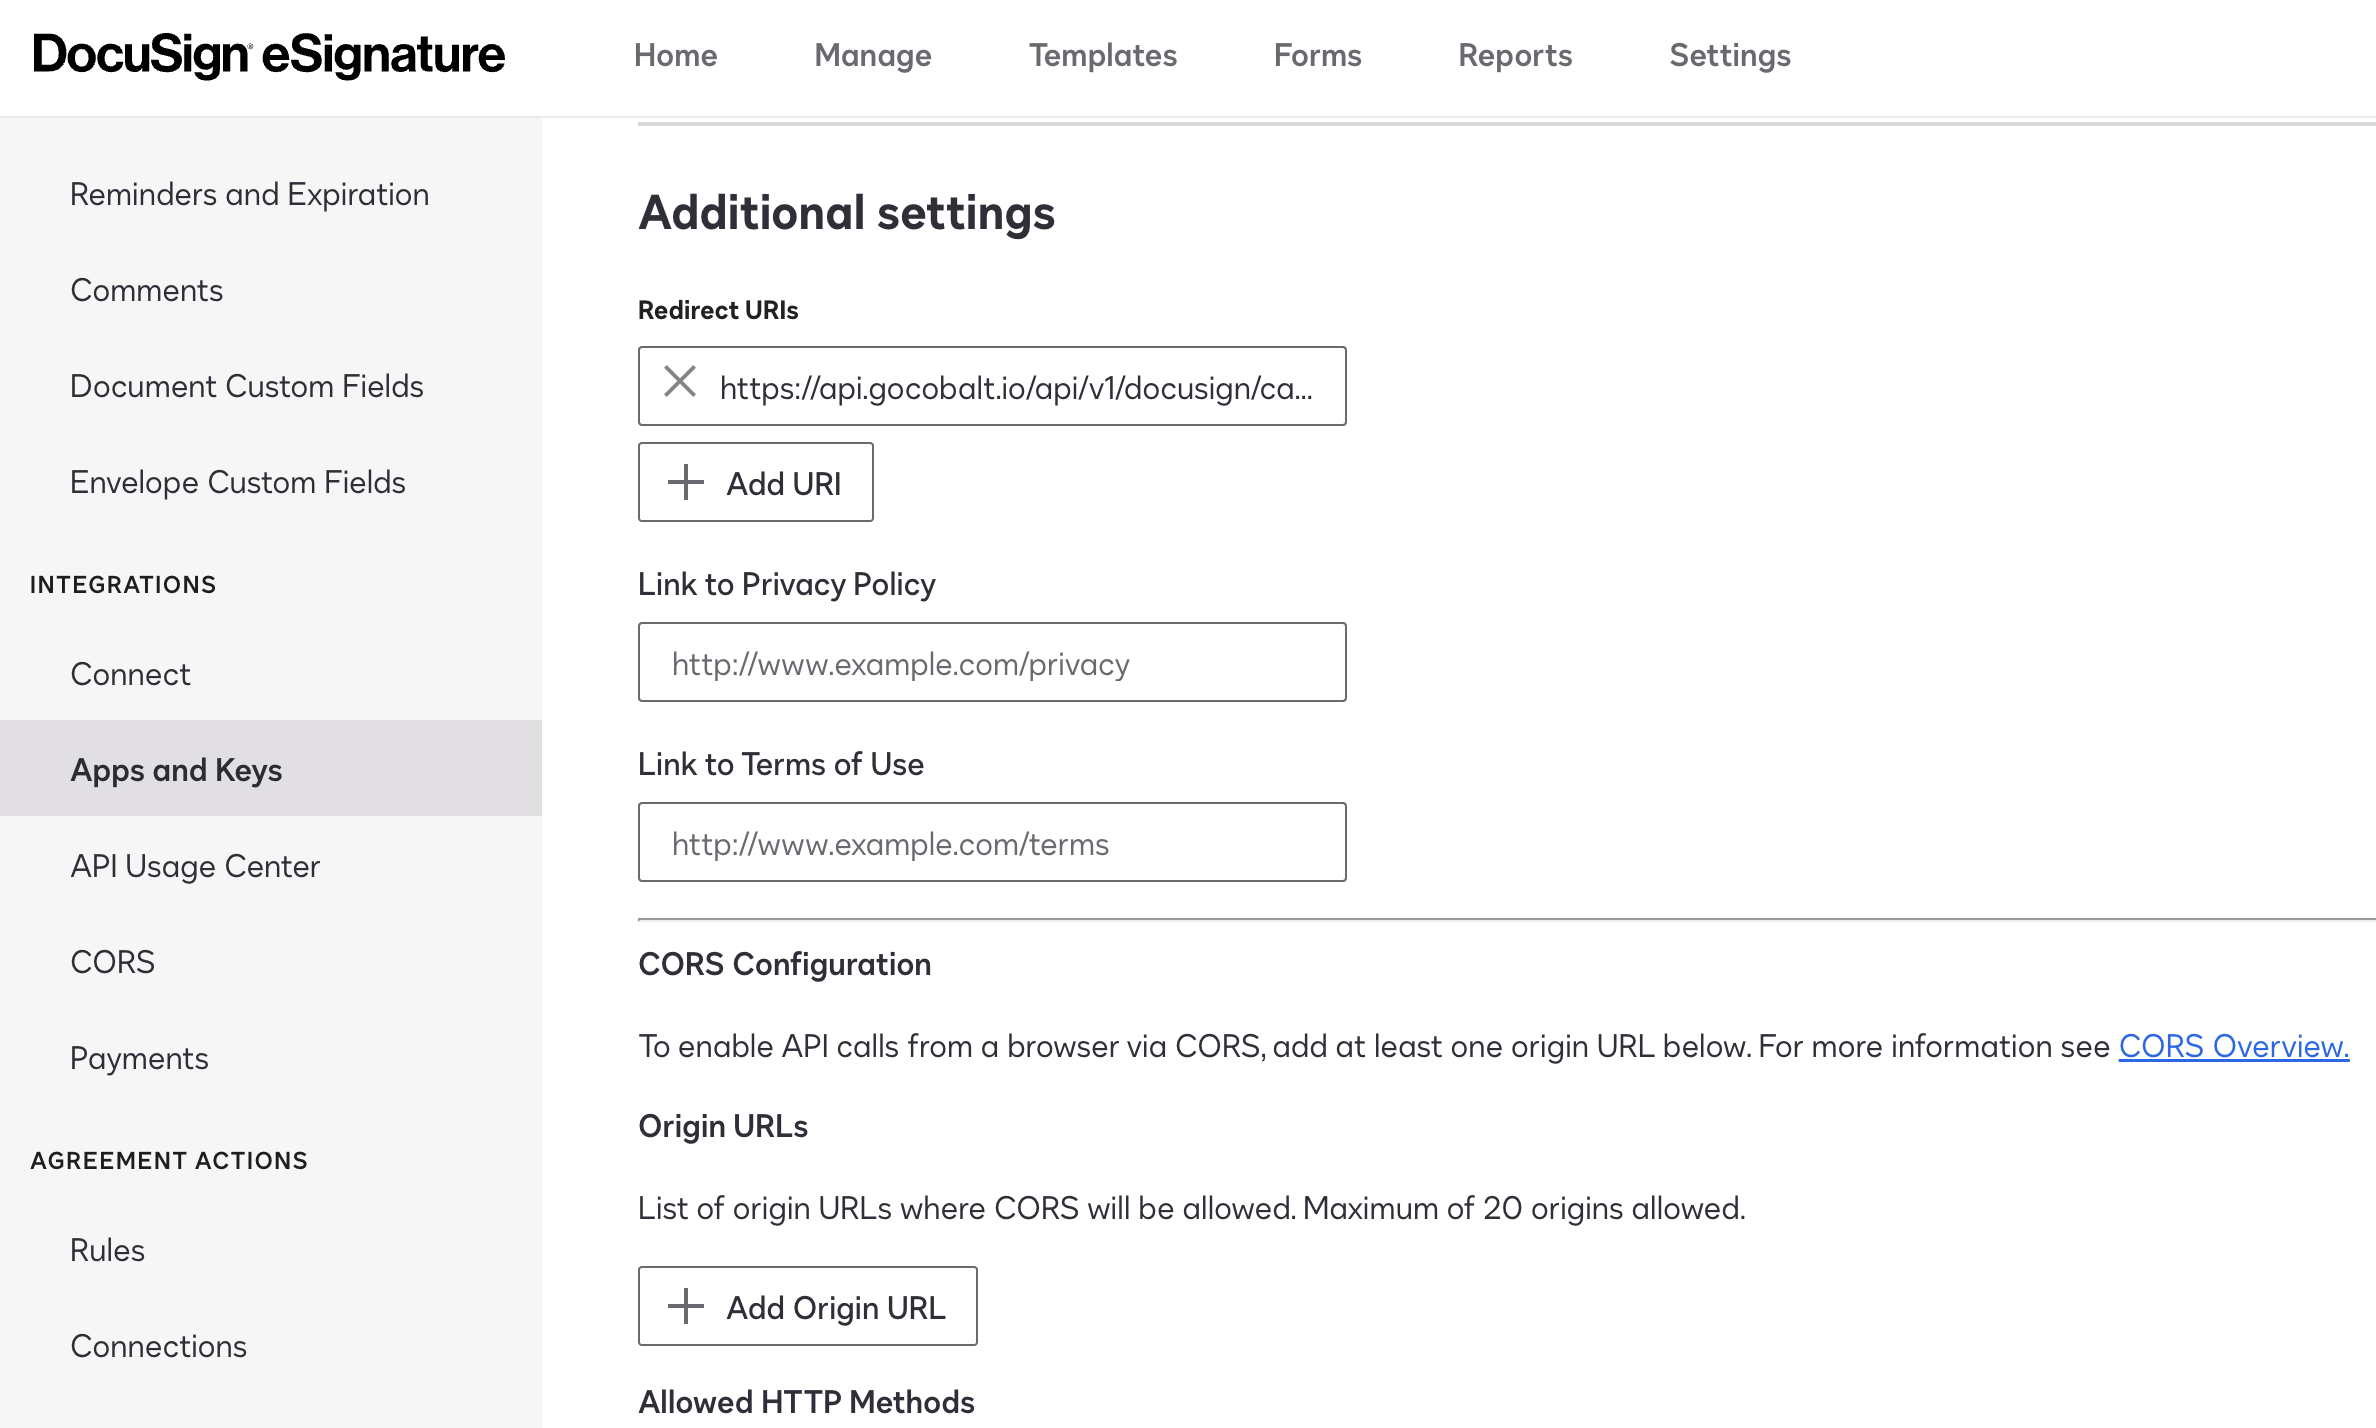 DocuSign® eSignature
Home
Manage
Templates
Forms
Reports
Settings
Reminders and Expiration
Comments
Document Custom Fields
Envelope Custom Fields
INTEGRATIONS
Connect
Apps and Keys
API Usage Center
CORS
Payments
AGREEMENT ACTIONS
Rules
Connections
Additional settings
Redirect URIs
https://api.gocobalt.io/api/v1/docusign/ca...
Add URI
Link to Privacy Policy
http://www.example.com/privacy
Link to Terms of Use
http://www.example.com/terms
CORS Configuration
To enable API calls from a browser via CORS, add at least one origin URL below. For more information see CORS Overview.
Origin URLs
List of origin URLs where CORS will be allowed. Maximum of 20 origins allowed.
Add Origin URL
Allowed HTTP Methods